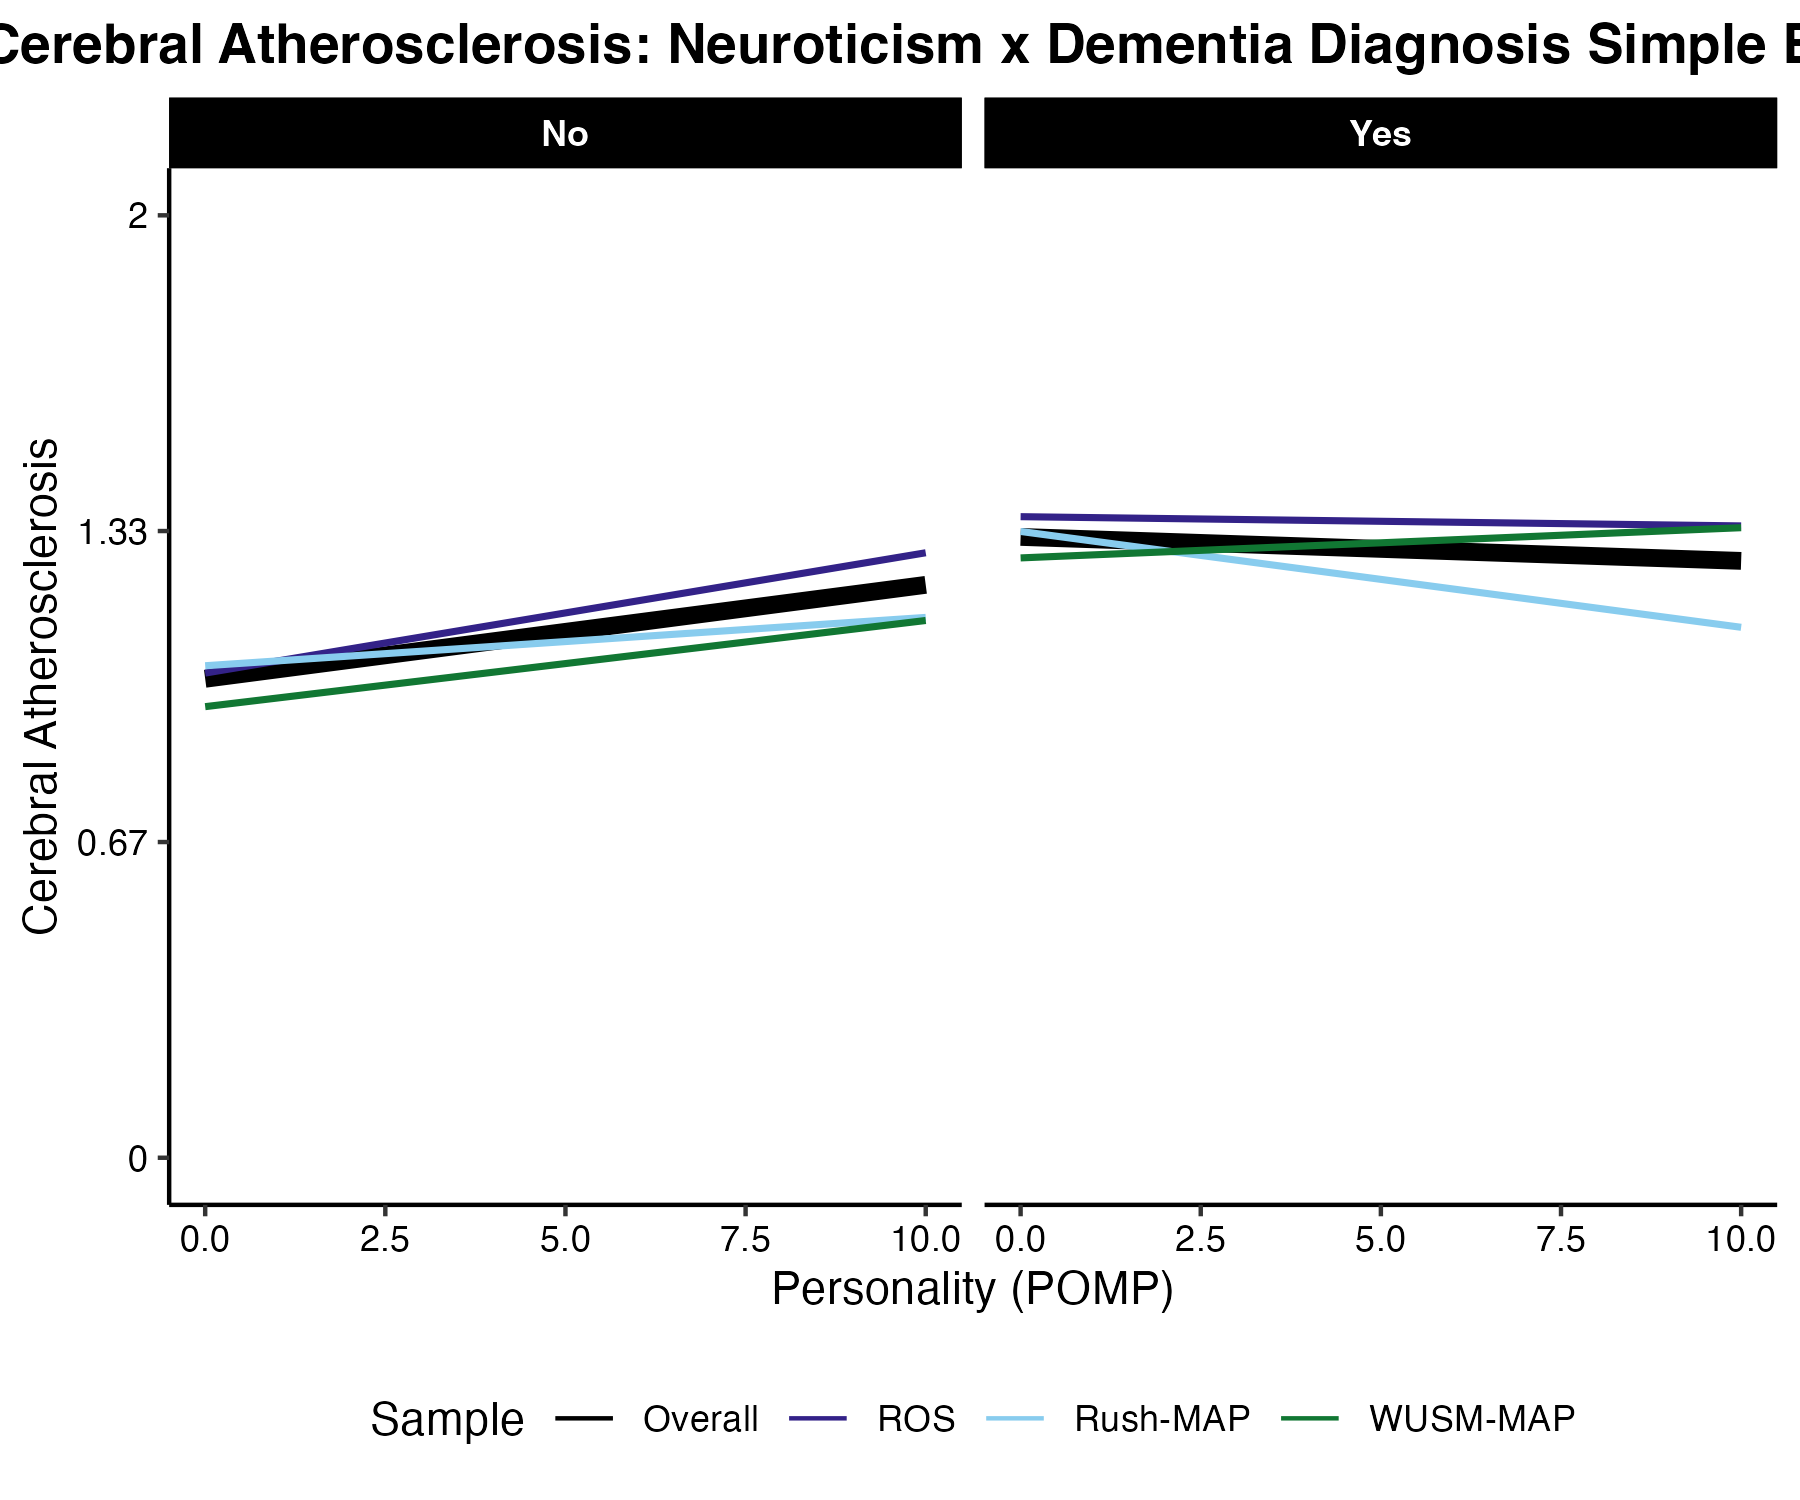 Cerebral Atherosclerosis: Neuroticism x Dementia Diagnosis Simple
No Yes
Cerebral Atherosclerosis
2
1.33
0.67
0
0.0 2.5 5.0 7.5 10.0 0.0 2.5 5.0 7.5 10.0
Personality (POMP)
Sample Overall ROS Rush-MAP WUSM-MAP